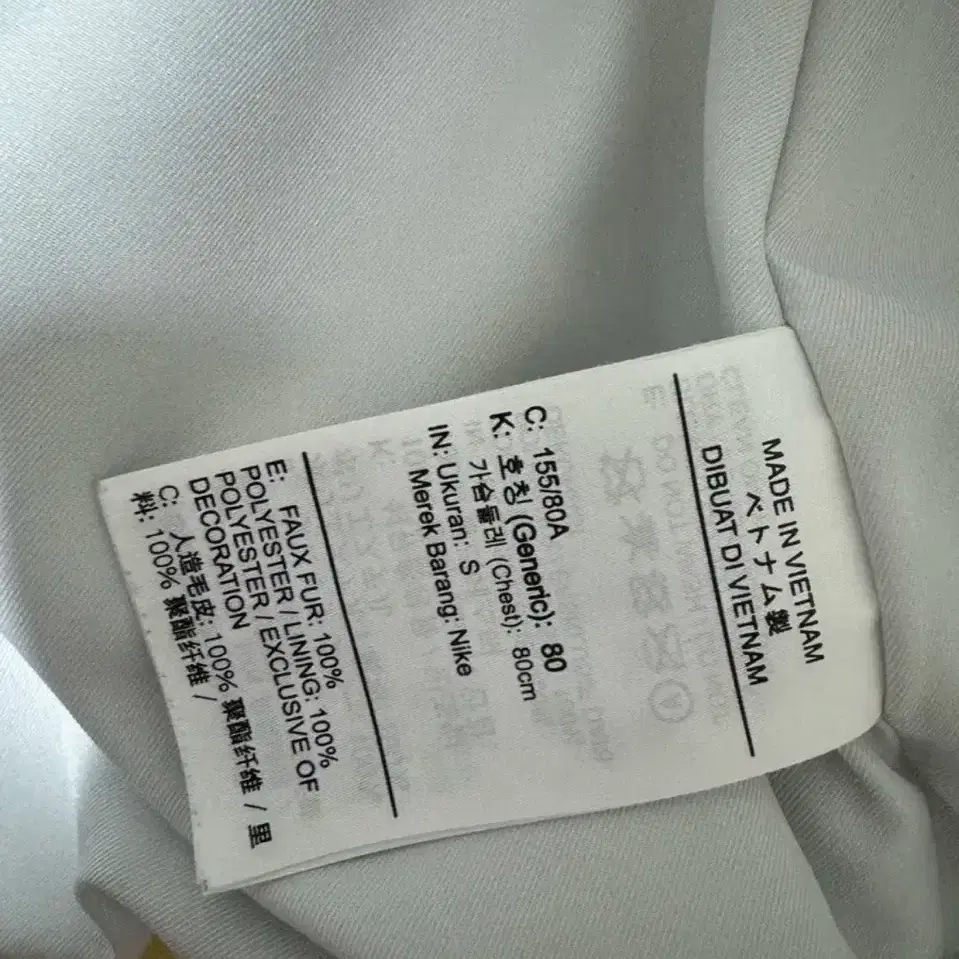 MADE IN VIETNAM
ベトナム製
DIBUAT DI VIETNAM
C: 155/80A
K: 호칭 (Generic): 80
가슴둘레 (Chest): 80cm
IN: Ukuran: S
Merek Barang: Nike
E: FAUX FUR: 100%
POLYESTER / LINING: 100%
POLYESTER / EXCLUSIVE OF
DECORATION
C: 人造毛皮: 100% 聚酯纤维 / 里
料: 100% 聚酯纤维 /